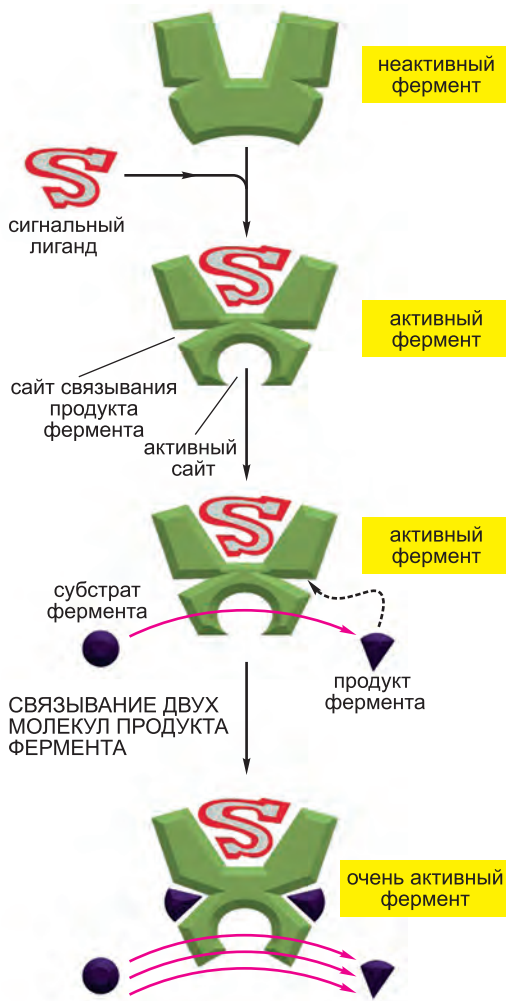 неактивный
фермент
сигнальный
лиганд
S
S
активный
фермент
сайт связывания
продукта
фермента
активный
сайт
S
активный
фермент
субстрат
фермента
продукт
фермента
СВЯЗЫВАНИЕ ДВУХ
МОЛЕКУЛ ПРОДУКТА
ФЕРМЕНТА
S
очень активный
фермент